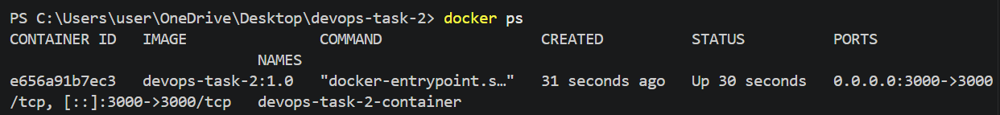 PS C:\Users\user\OneDrive\Desktop\devops-task-2> docker ps
CONTAINER ID   IMAGE               COMMAND                  CREATED          STATUS          PORTS
                            NAMES
e656a91b7ec3   devops-task-2:1.0   "docker-entrypoint.s…"   31 seconds ago   Up 30 seconds   0.0.0.0:3000->3000
/tcp, [::]:3000->3000/tcp   devops-task-2-container